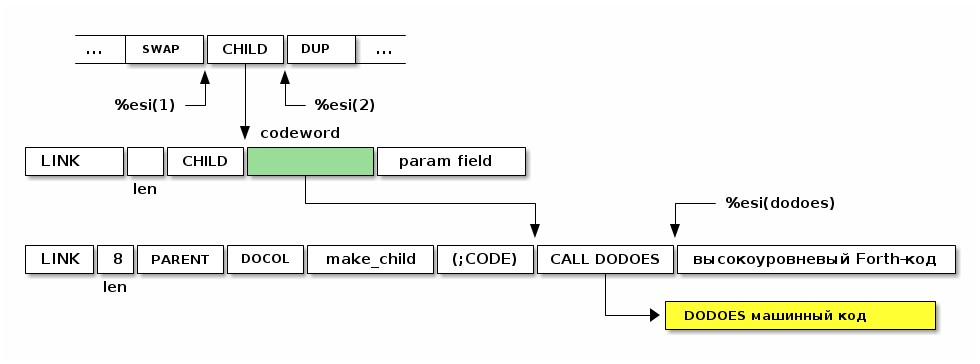 ... SWAP CHILD DUP ...
%esi(1) %esi(2)
codeword
LINK CHILD param field
len
%esi(dodoes)
LINK 8 PARENT DOCOL make_child (;CODE) CALL DODOES высокоуровневый Forth-код
len
DODOES машинный код